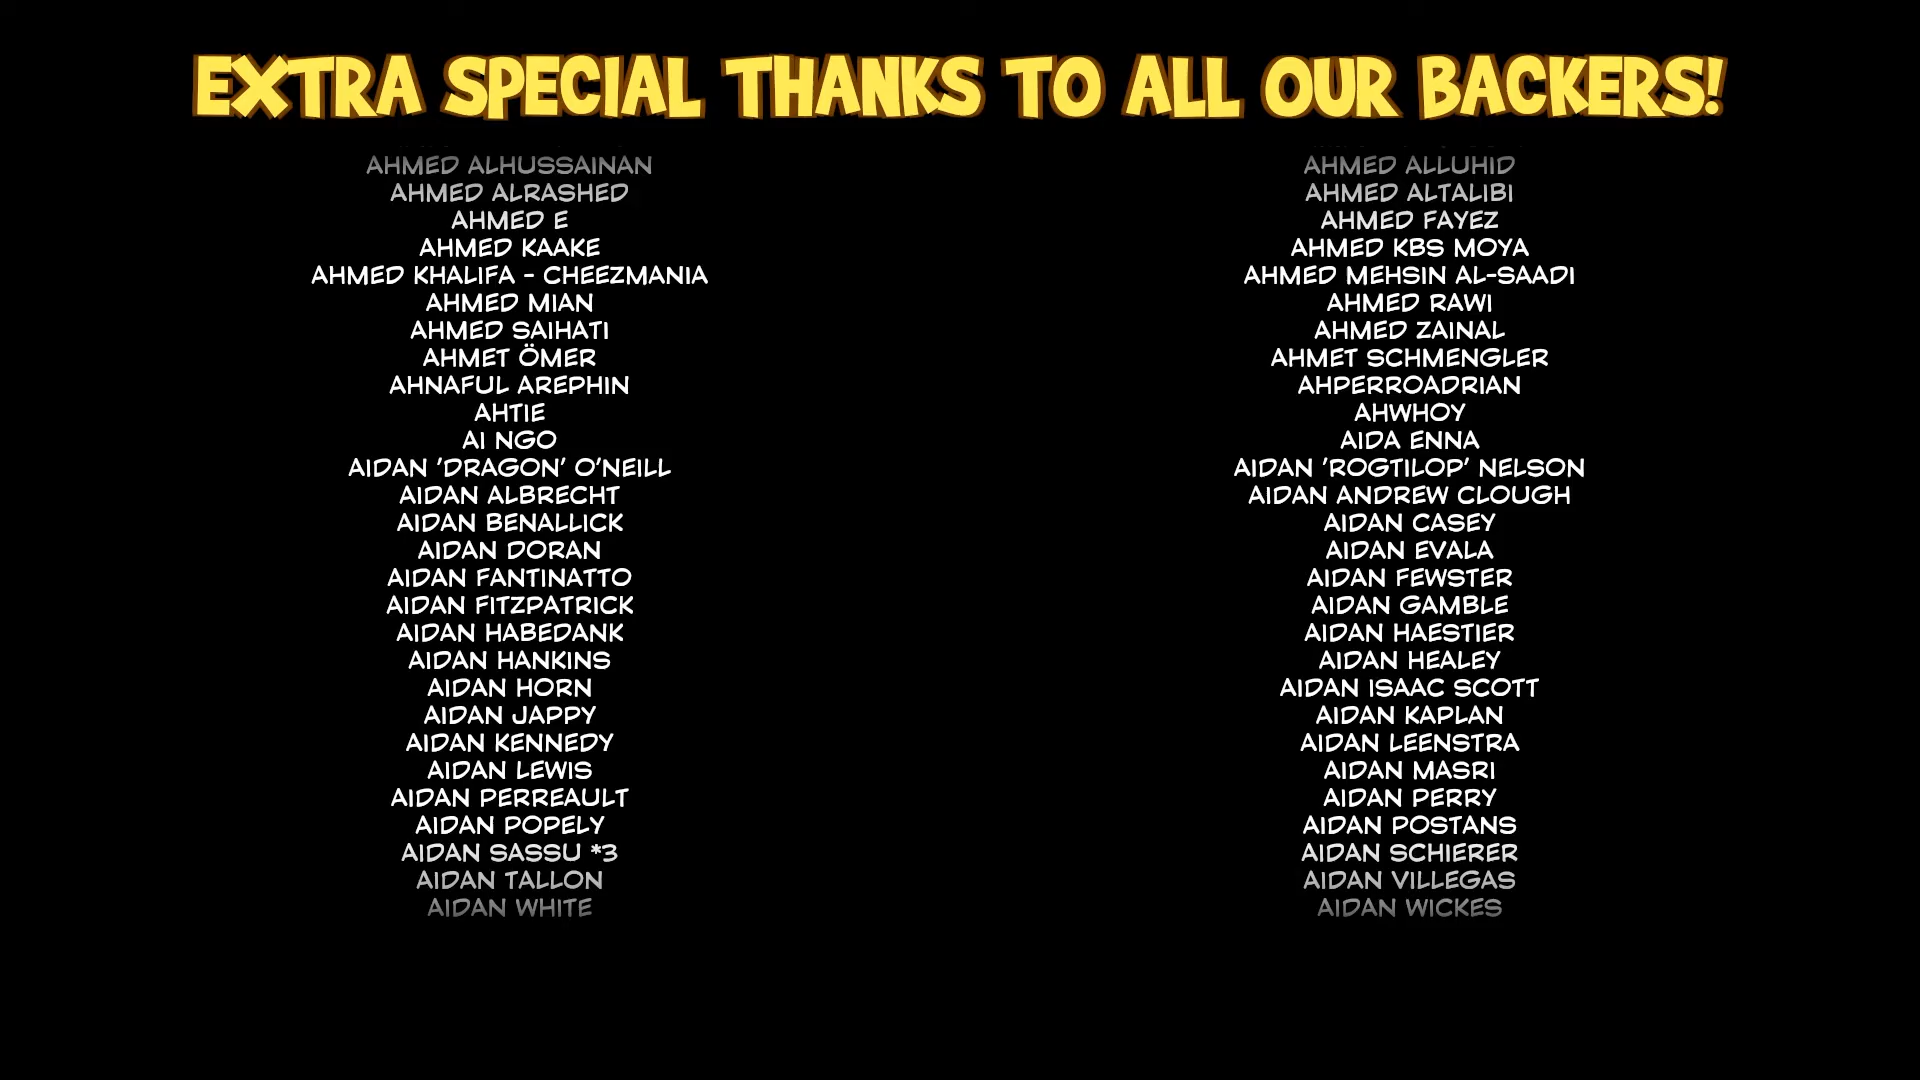 EXTRA SPECIAL THANKS TO ALL OUR BACKERS!
AHMED ALHUSSAINAN AHMED ALLUHID
AHMED ALRASHED AHMED ALTALIBI
AHMED E AHMED FAYEZ
AHMED KAAKE AHMED KBS MOYA
AHMED KHALIFA - CHEEZMANIA AHMED MEHSIN AL-SAADI
AHMED MIAN AHMED RAWI
AHMED SAIHATI AHMED ZAINAL
AHMET ÖMER AHMET SCHMENGLER
AHNAFUL AREPHIN AHPERROADRIAN
AHTIE AHWHOY
AI NGO AIDA ENNA
AIDAN 'DRAGON' O'NEILL AIDAN 'ROGTILOP' NELSON
AIDAN ALBRECHT AIDAN ANDREW CLOUGH
AIDAN BENALLICK AIDAN CASEY
AIDAN DORAN AIDAN EVALA
AIDAN FANTINATTO AIDAN FEWSTER
AIDAN FITZPATRICK AIDAN GAMBLE
AIDAN HABEDANK AIDAN HAESTIER
AIDAN HANKINS AIDAN HEALEY
AIDAN HORN AIDAN ISAAC SCOTT
AIDAN JAPPY AIDAN KAPLAN
AIDAN KENNEDY AIDAN LEENSTRA
AIDAN LEWIS AIDAN MASRI
AIDAN PERREAULT AIDAN PERRY
AIDAN POPELY AIDAN POSTANS
AIDAN SASSU *3 AIDAN SCHIERER
AIDAN TALLON AIDAN VILLEGAS
AIDAN WHITE AIDAN WICKES